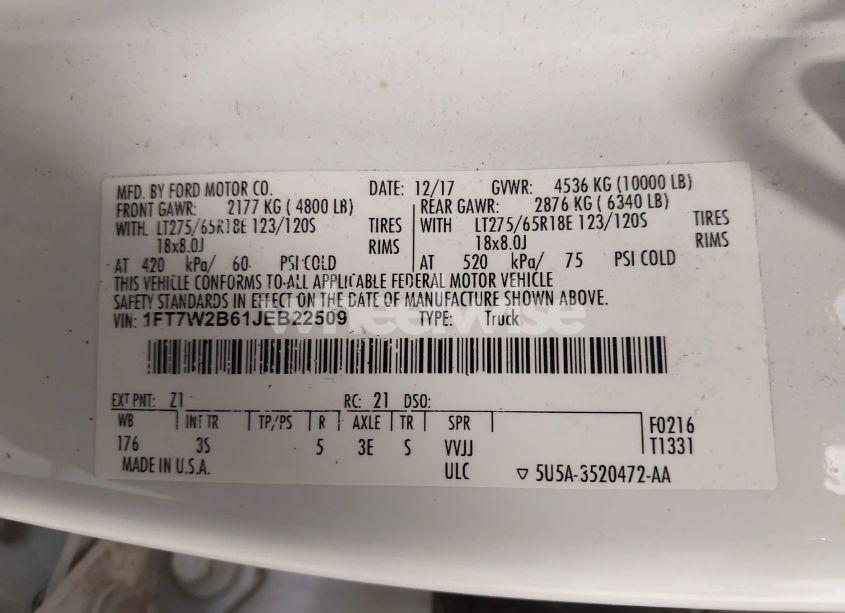 MFD. BY FORD MOTOR CO. DATE: 12/17 GVWR: 4536 KG (10000 LB)
FRONT GAWR: 2177 KG ( 4800 LB) REAR GAWR: 2876 KG ( 6340 LB)
WITH LT275/65R18E 123/120S TIRES WITH LT275/65R18E 123/120S TIRES
18x8.0J RIMS 18x8.0J RIMS
AT 420 kPa/ 60 PSI COLD AT 520 kPa/ 75 PSI COLD
THIS VEHICLE CONFORMS TO ALL APPLICABLE FEDERAL MOTOR VEHICLE
SAFETY STANDARDS IN EFFECT ON THE DATE OF MANUFACTURE SHOWN ABOVE.
VIN: 1FT7W2B61JEB22509 TYPE: Truck
wheelwise
EXT PNT: Z1 RC: 21 DSO:
WB INT TR TP/PS R AXLE TR SPR F0216
176 3S 5 3E S VVJJ T1331
MADE IN U.S.A. ULC ▽ 5U5A-3520472-AA